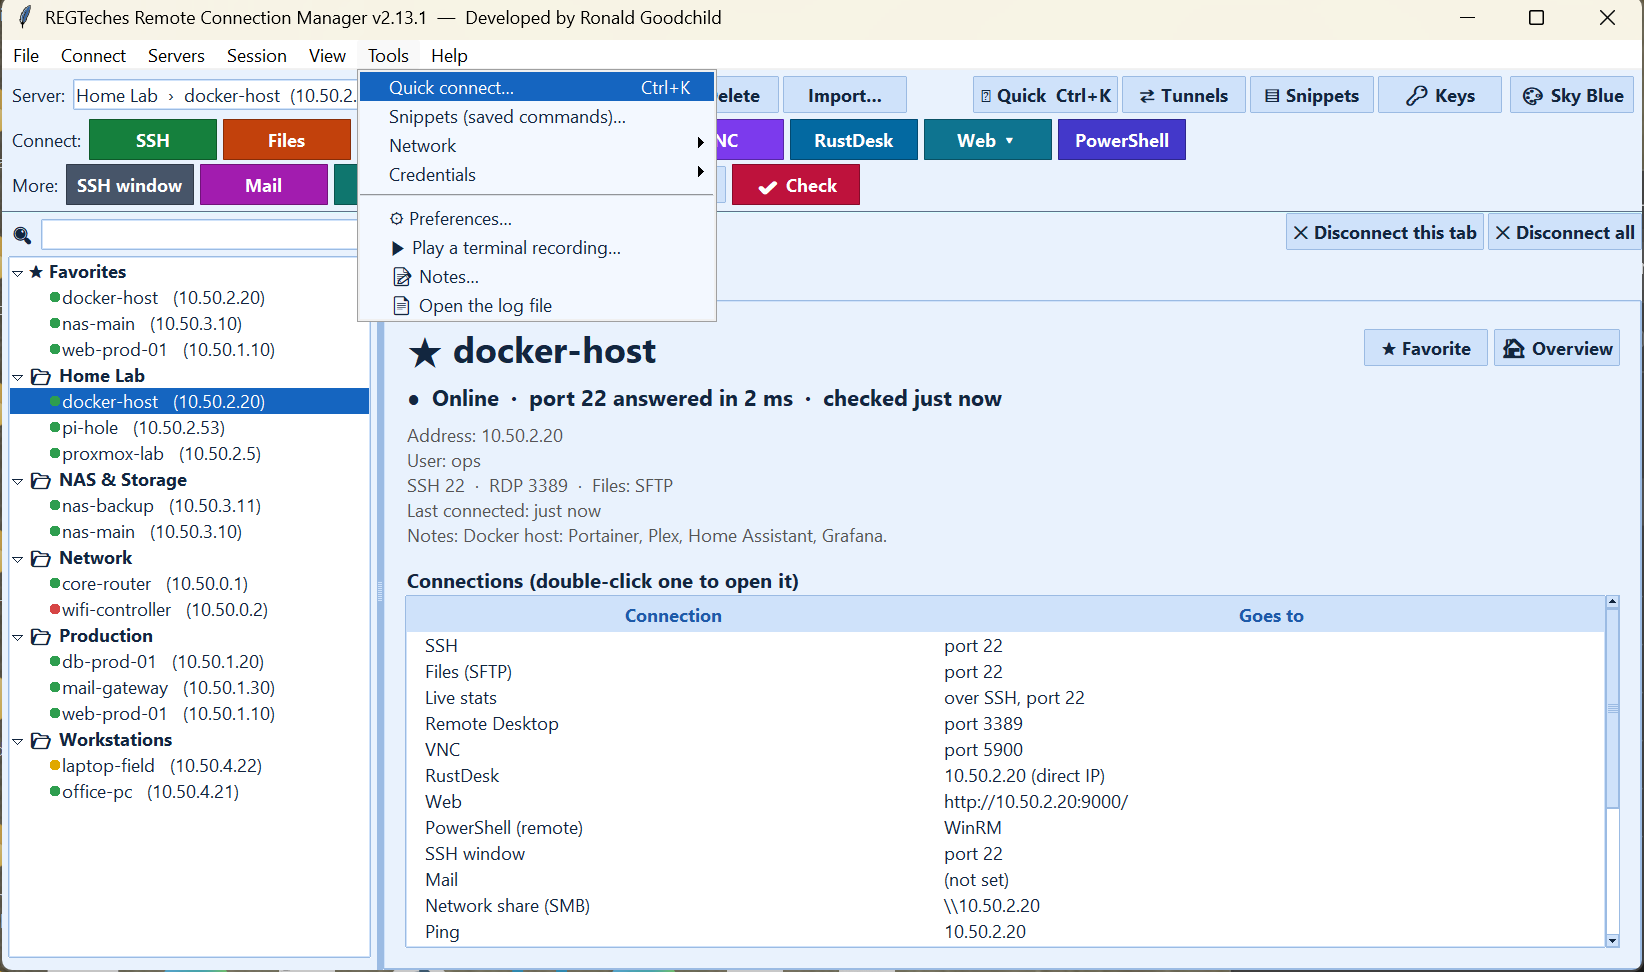 REGTeches Remote Connection Manager v2.13.1 — Developed by Ronald Goodchild
File Connect Servers Session View Tools Help
Server: Home Lab › docker-host (10.50.2. Import... Quick Ctrl+K Tunnels Snippets Keys Sky Blue
Connect: SSH Files RustDesk Web PowerShell
More: SSH window Mail Check
Quick connect... Ctrl+K
Snippets (saved commands)...
Network
Credentials
Preferences...
Play a terminal recording...
Notes...
Open the log file
Disconnect this tab Disconnect all
Favorites
docker-host (10.50.2.20)
nas-main (10.50.3.10)
web-prod-01 (10.50.1.10)
Home Lab
docker-host (10.50.2.20)
pi-hole (10.50.2.53)
proxmox-lab (10.50.2.5)
NAS & Storage
nas-backup (10.50.3.11)
nas-main (10.50.3.10)
Network
core-router (10.50.0.1)
wifi-controller (10.50.0.2)
Production
db-prod-01 (10.50.1.20)
mail-gateway (10.50.1.30)
web-prod-01 (10.50.1.10)
Workstations
laptop-field (10.50.4.22)
office-pc (10.50.4.21)
★ docker-host
★ Favorite Overview
● Online · port 22 answered in 2 ms · checked just now
Address: 10.50.2.20
User: ops
SSH 22 · RDP 3389 · Files: SFTP
Last connected: just now
Notes: Docker host: Portainer, Plex, Home Assistant, Grafana.
Connections (double-click one to open it)
Connection Goes to
SSH port 22
Files (SFTP) port 22
Live stats over SSH, port 22
Remote Desktop port 3389
VNC port 5900
RustDesk 10.50.2.20 (direct IP)
Web http://10.50.2.20:9000/
PowerShell (remote) WinRM
SSH window port 22
Mail (not set)
Network share (SMB) \\10.50.2.20
Ping 10.50.2.20